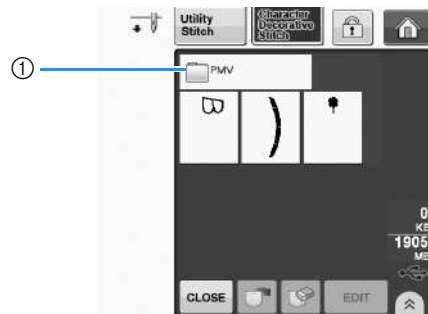 Utility
Stitch
Character
Decorative
Stitch
①
PMV
0
KB
1905
MB
CLOSE
EDIT